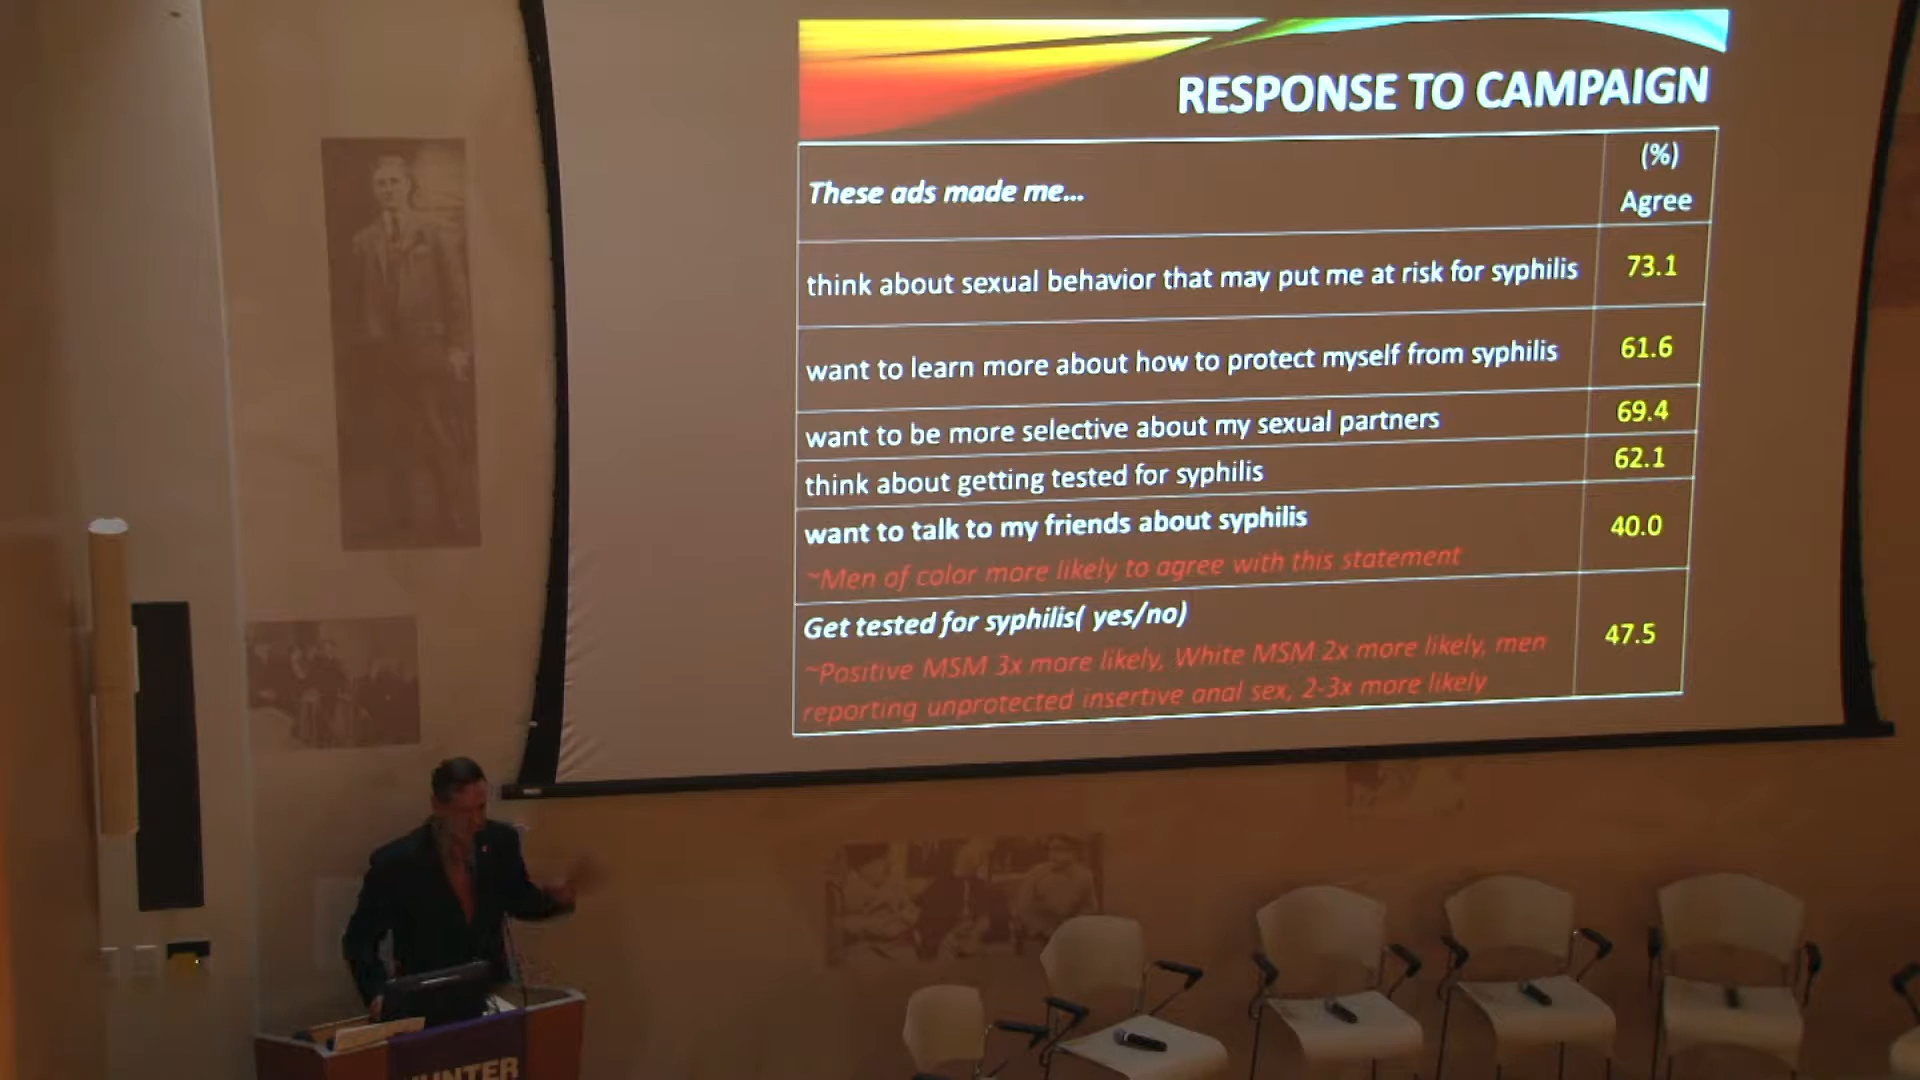 RESPONSE TO CAMPAIGN
These ads made me...
(%)
Agree
think about sexual behavior that may put me at risk for syphilis
73.1
want to learn more about how to protect myself from syphilis
61.6
want to be more selective about my sexual partners
69.4
think about getting tested for syphilis
62.1
want to talk to my friends about syphilis
40.0
~Men of color more likely to agree with this statement
Get tested for syphilis( yes/no)
47.5
~Positive MSM 3x more likely, White MSM 2x more likely, men
reporting unprotected insertive anal sex, 2-3x more likely
HUNTER